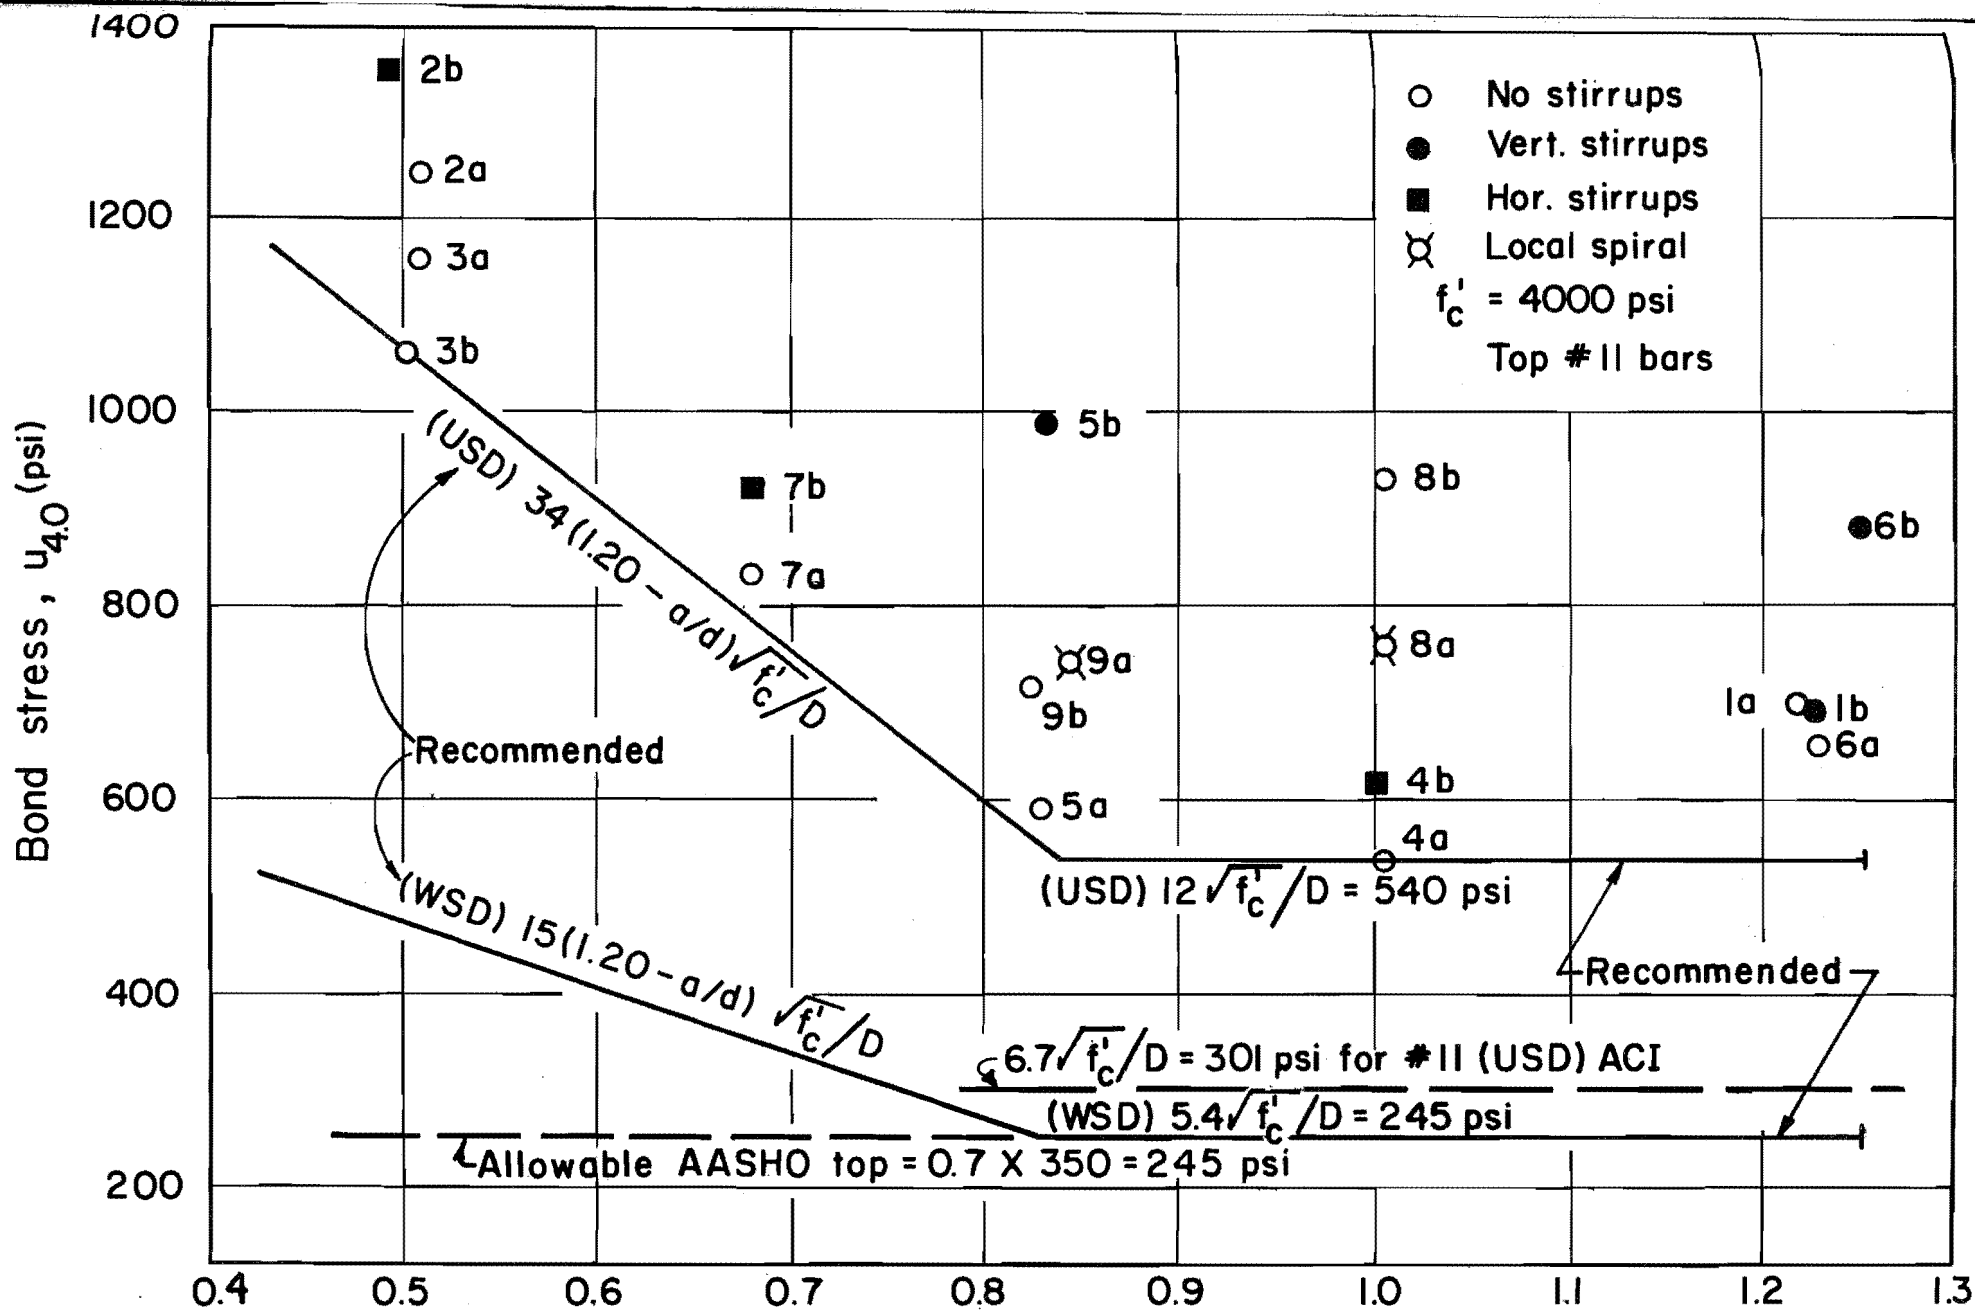 1400
1200
1000
800
600
400
200
Bond stress, u4.0 (psi)
2b
2a
3a
3b
7b
7a
5b
9a
9b
5a
8b
8a
4b
4a
6b
1a
1b
6a
No stirrups
Vert. stirrups
Hor. stirrups
Local spiral
f'c = 4000 psi
Top #11 bars
(USD) 34(1.20 - a/d)√f'c/D
Recommended
(WSD) 15(1.20-a/d) √f'c/D
(USD) 12√f'c/D = 540 psi
Recommended
6.7√f'c/D = 301 psi for #11 (USD) ACI
(WSD) 5.4√f'c/D = 245 psi
Allowable AASHO top = 0.7 X 350 = 245 psi
0.4 0.5 0.6 0.7 0.8 0.9 1.0 1.1 1.2 1.3